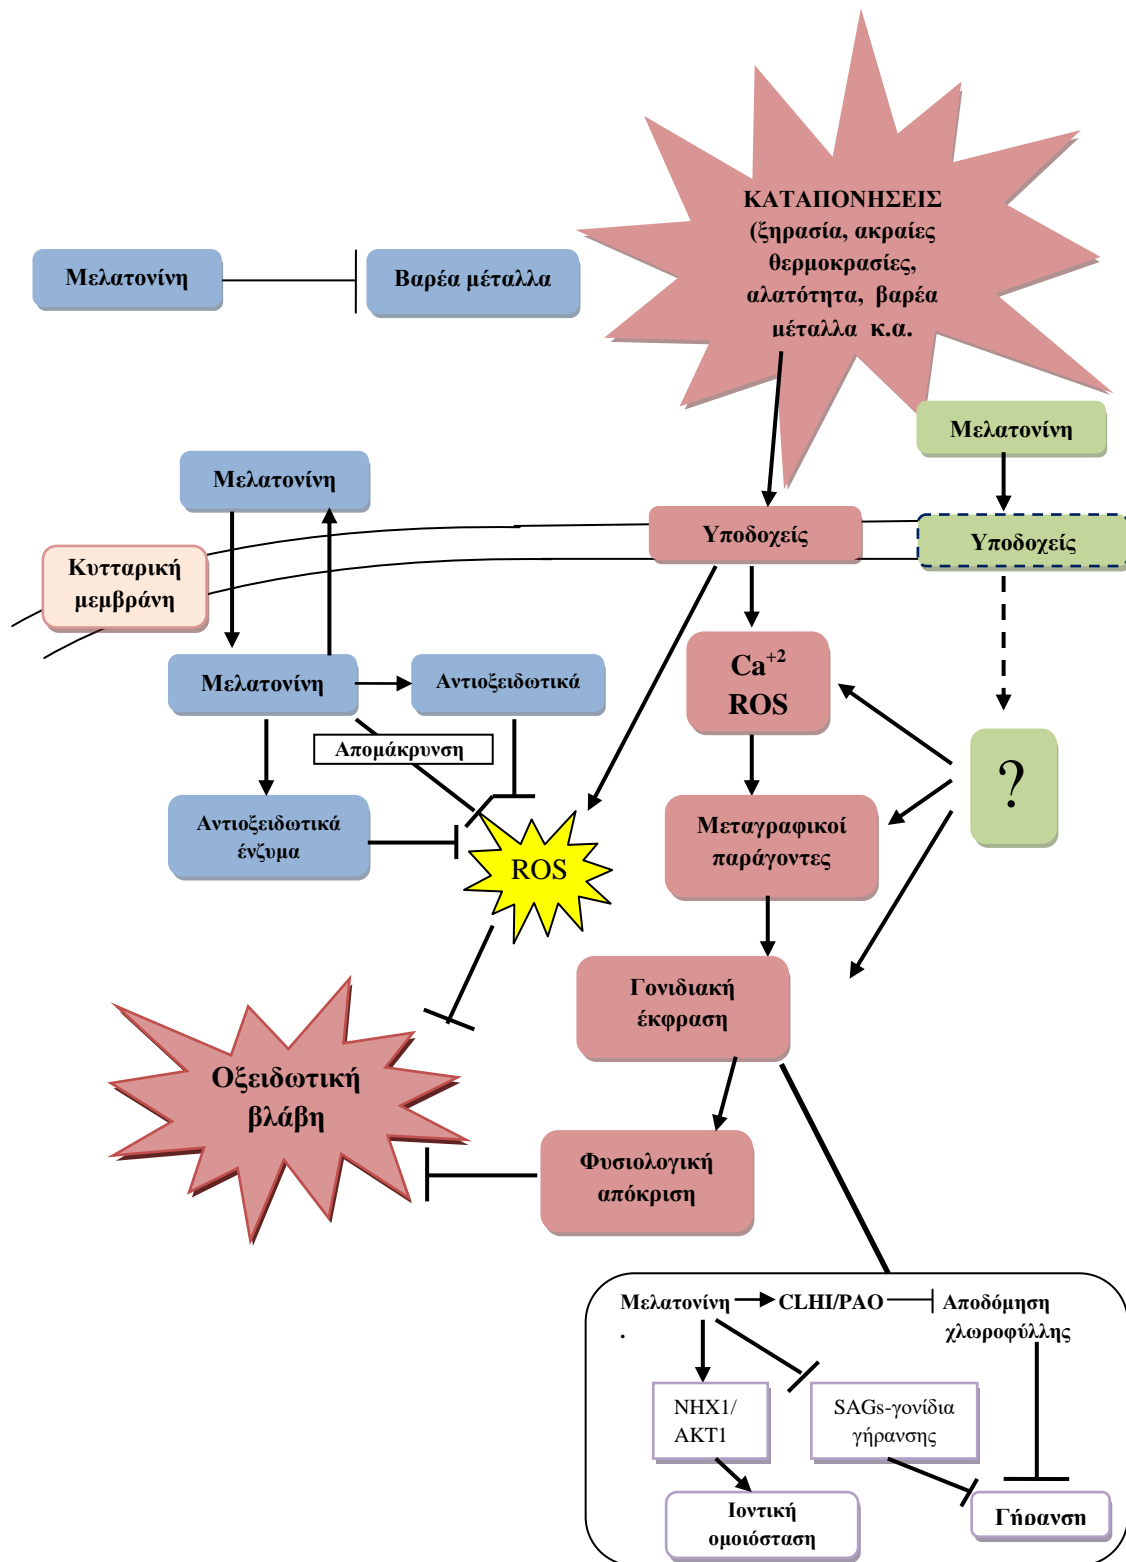 ΚΑΤΑΠΟΝΗΣΕΙΣ
(ξηρασία, ακραίες
θερμοκρασίες,
αλατότητα, βαρέα
μέταλλα κ.α.
Μελατονίνη
Βαρέα μέταλλα
Μελατονίνη
Μελατονίνη
Υποδοχείς
Υποδοχείς
Κυτταρική
μεμβράνη
Μελατονίνη
Αντιοξειδωτικά
Ca+2
ROS
Απομάκρυνση
?
Αντιοξειδωτικά
ένζυμα
ROS
Μεταγραφικοί
παράγοντες
Γονιδιακή
έκφραση
Οξειδωτική
βλάβη
Φυσιολογική
απόκριση
Μελατονίνη
.
CLHI/PAO
Αποδόμηση
χλωροφύλλης
NHX1/
AKT1
SAGs-γονίδια
γήρανσης
Ιοντική
ομοιόσταση
Γήρανση